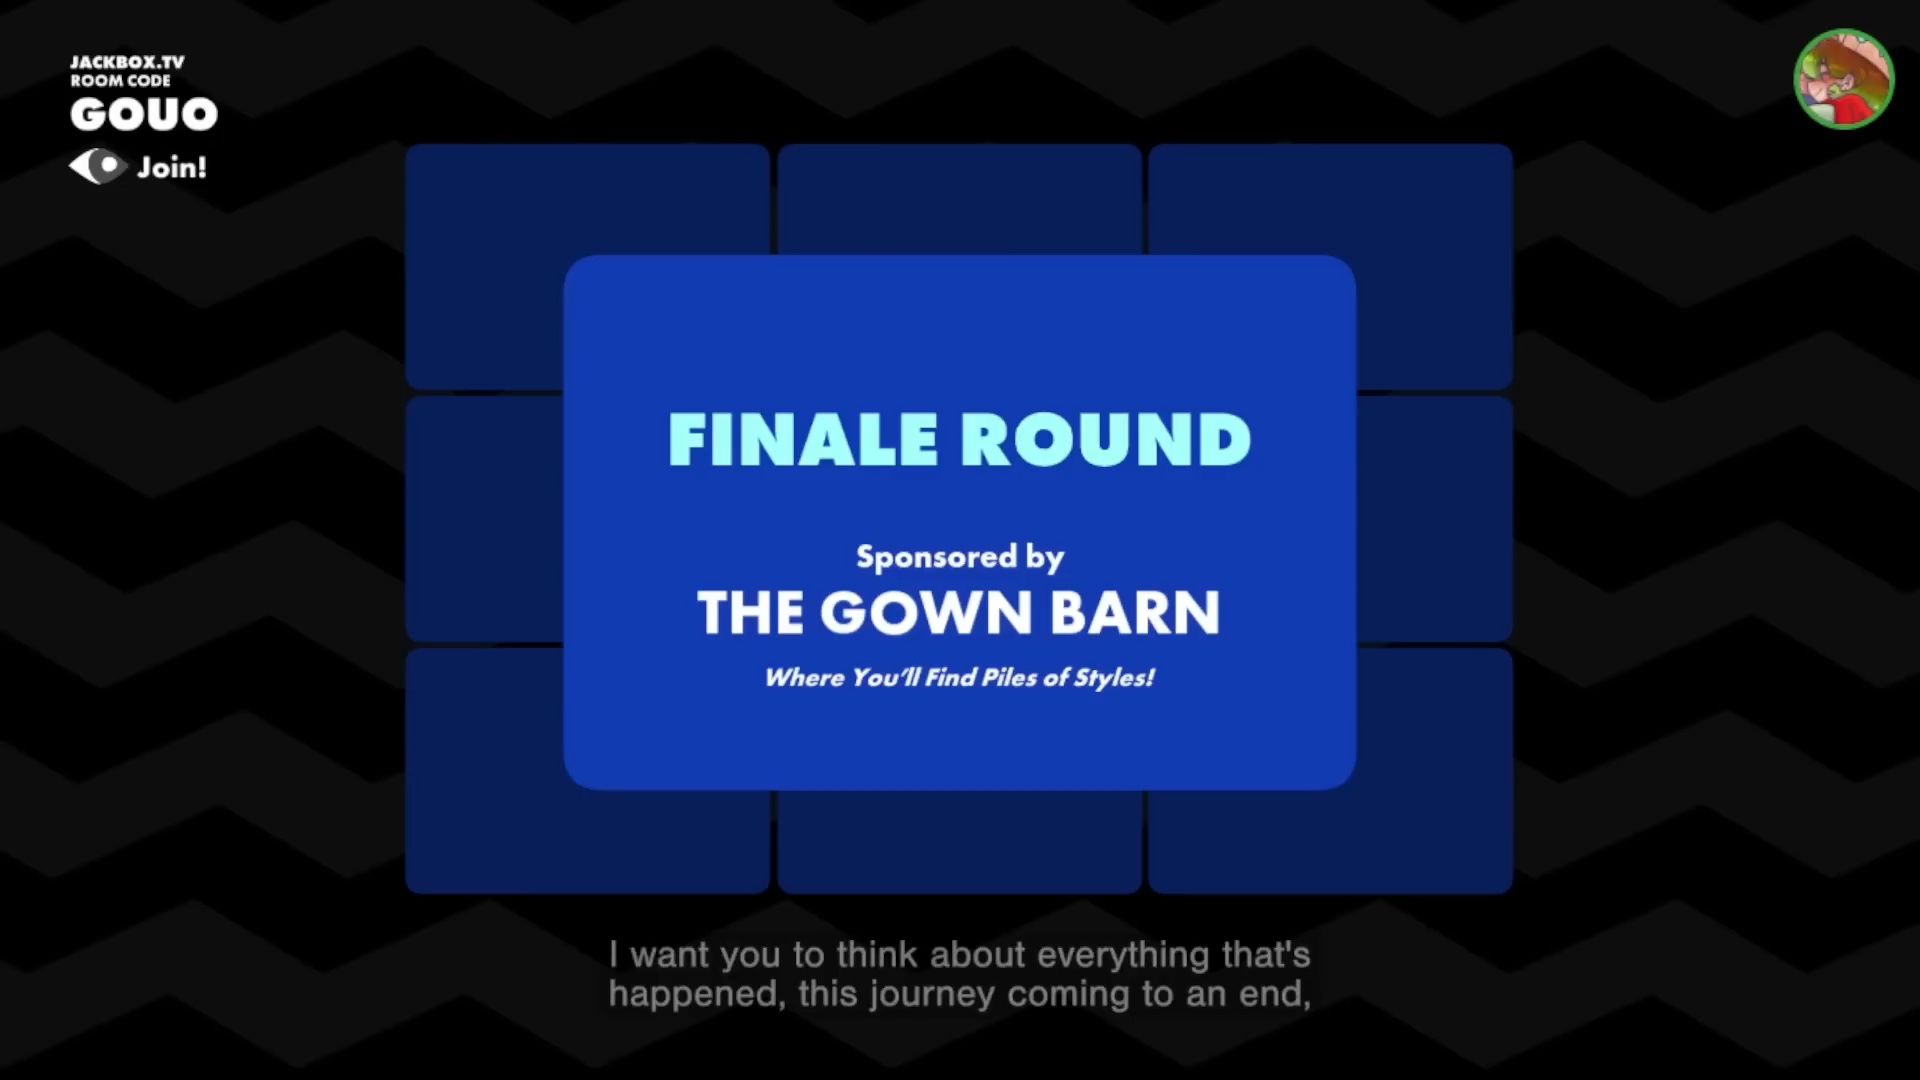 JACKBOX.TV
ROOM CODE
GOUO
Join!
FINALE ROUND
Sponsored by
THE GOWN BARN
Where You'll Find Piles of Styles!
I want you to think about everything that's
happened, this journey coming to an end,